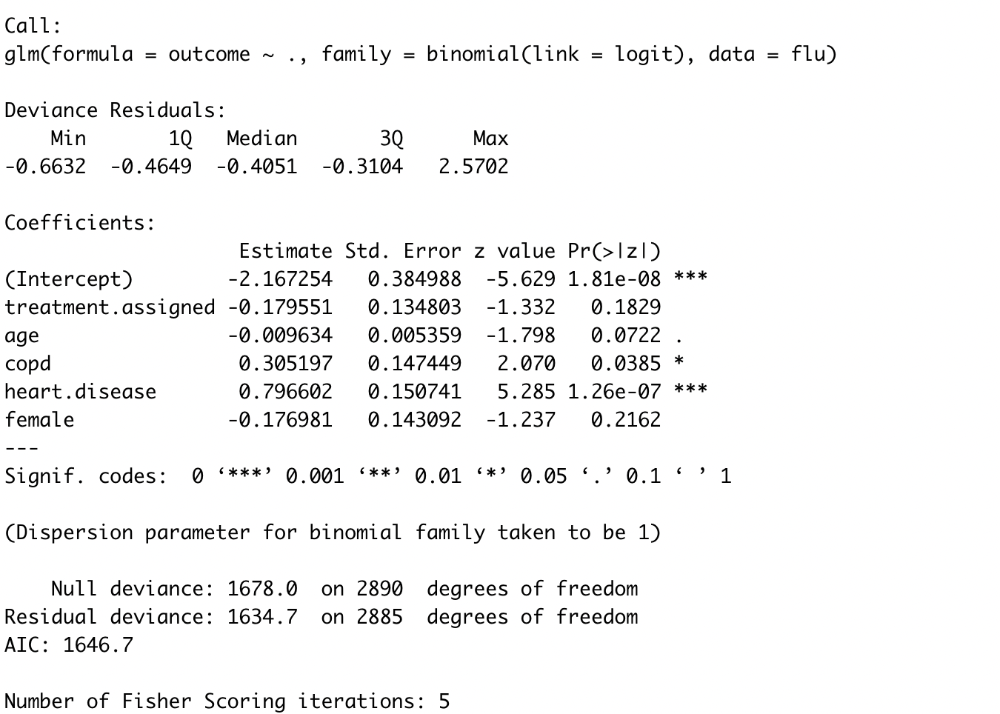 Call:
glm(formula = outcome ~ ., family = binomial(link = logit), data = flu)
Deviance Residuals:
    Min       1Q   Median       3Q      Max
-0.6632  -0.4649  -0.4051  -0.3104   2.5702
Coefficients:
                    Estimate Std. Error z value Pr(>|z|)
(Intercept)        -2.167254   0.384988  -5.629 1.81e-08 ***
treatment.assigned -0.179551   0.134803  -1.332   0.1829
age                -0.009634   0.005359  -1.798   0.0722 .
copd                0.305197   0.147449   2.070   0.0385 *
heart.disease       0.796602   0.150741   5.285 1.26e-07 ***
female             -0.176981   0.143092  -1.237   0.2162
---
Signif. codes:  0 ‘***’ 0.001 ‘**’ 0.01 ‘*’ 0.05 ‘.’ 0.1 ‘ ’ 1
(Dispersion parameter for binomial family taken to be 1)
    Null deviance: 1678.0  on 2890  degrees of freedom
Residual deviance: 1634.7  on 2885  degrees of freedom
AIC: 1646.7
Number of Fisher Scoring iterations: 5